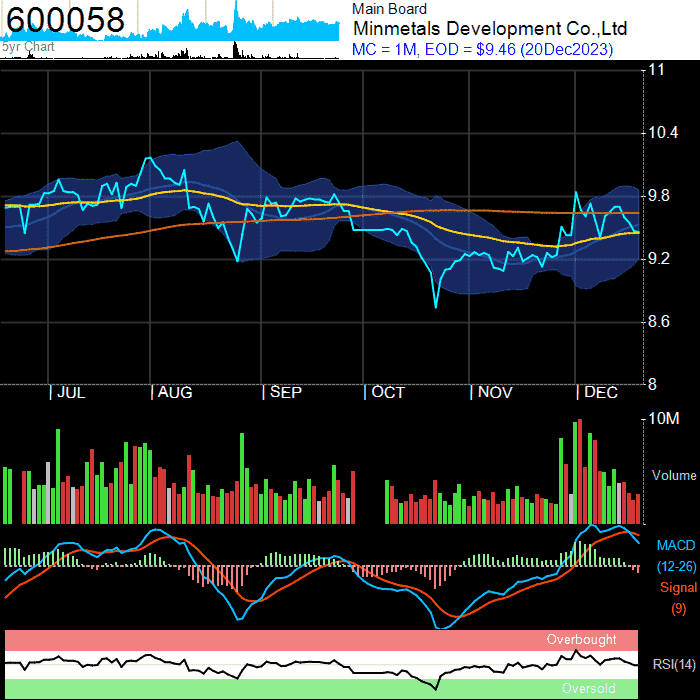 600058
5yr Chart
Main Board
Minmetals Development Co.,Ltd
MC = 1M, EOD = $9.46 (20Dec2023)
11
10.4
9.8
9.2
8.6
8
| JUL | AUG | SEP | OCT | NOV | DEC
10M
Volume
MACD
(12-26)
Signal
(9)
Overbought
RSI(14)
Oversold